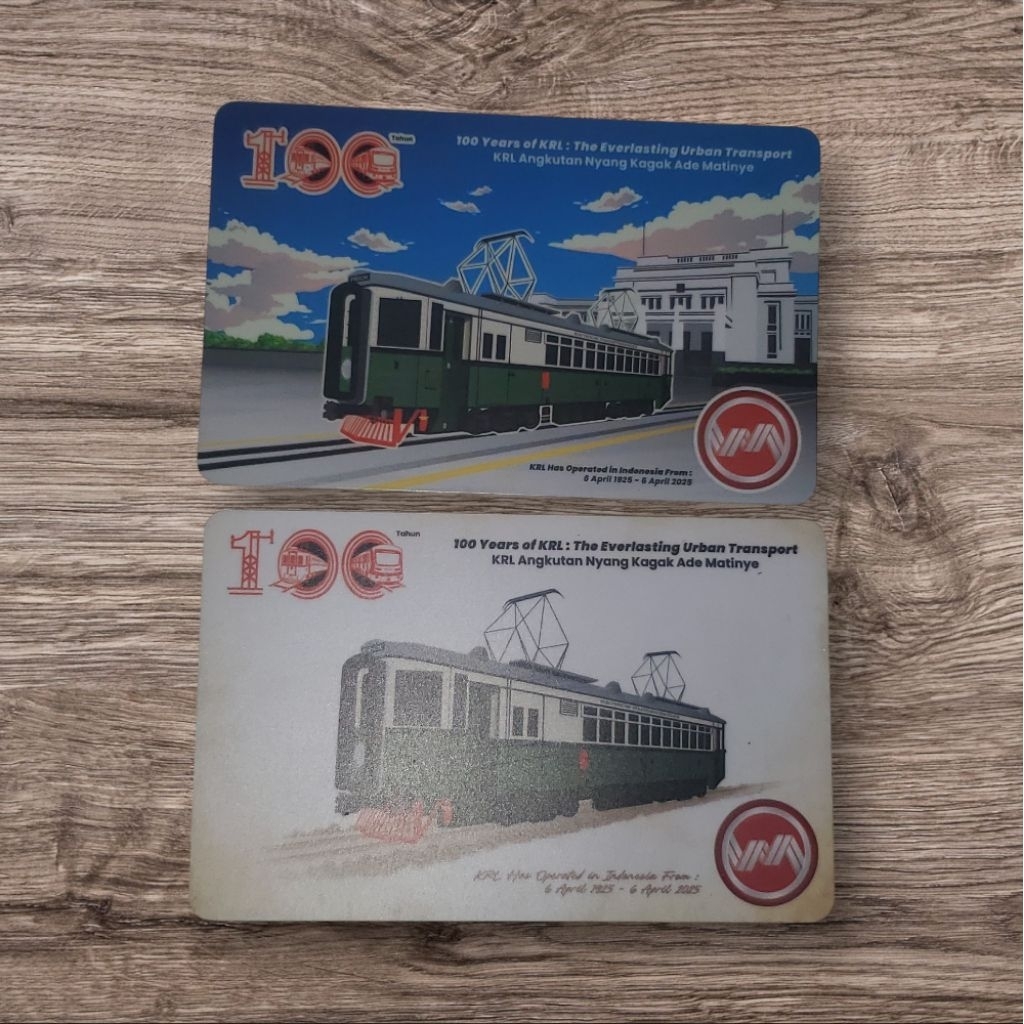 100 Tahun
100 Years of KRL : The Everlasting Urban Transport
KRL Angkutan Nyang Kagak Ade Matinye
KRL Has Operated in Indonesia From :
6 April 1925 - 6 April 2025
100 Tahun
100 Years of KRL : The Everlasting Urban Transport
KRL Angkutan Nyang Kagak Ade Matinye
KRL Has Operated in Indonesia From :
6 April 1925 - 6 April 2025